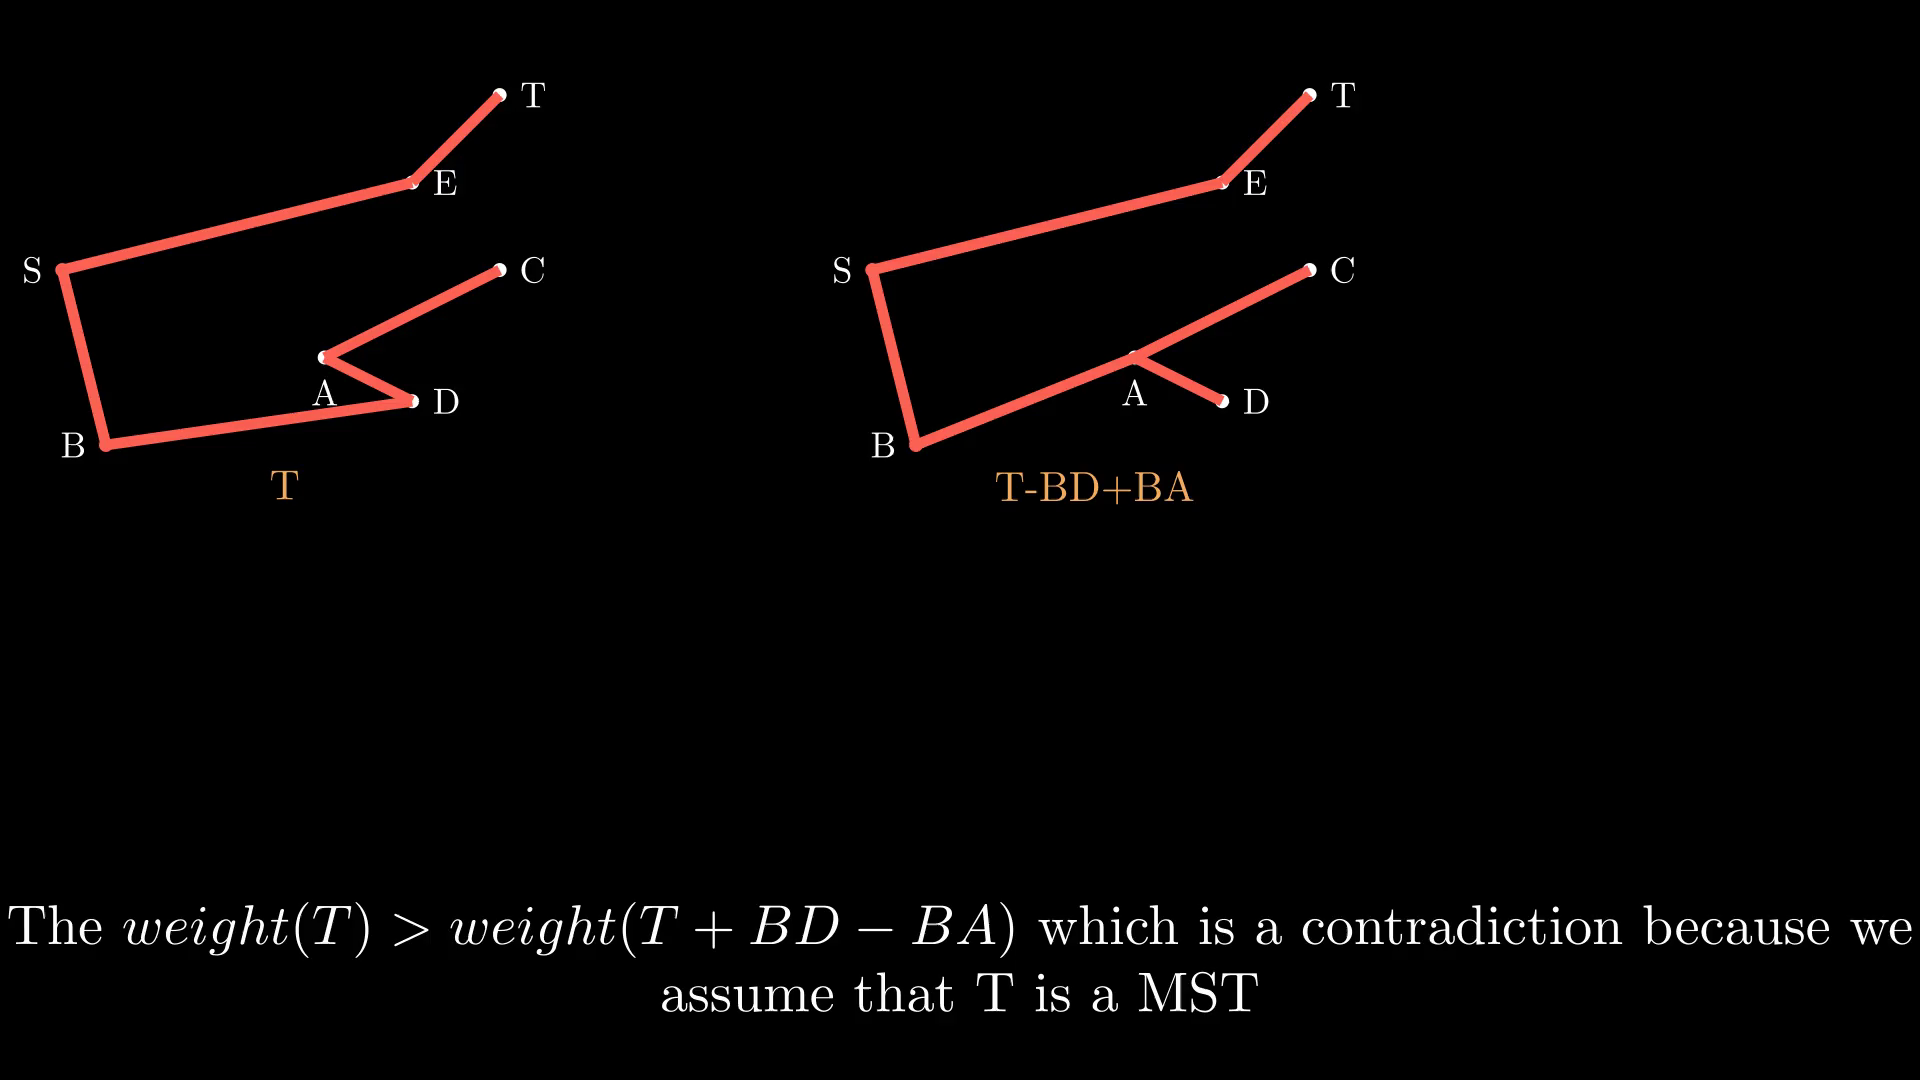 T
T
E
E
S
C
S
C
A
D
A
D
B
B
T
T-BD+BA
The weight(T) > weight(T + BD − BA) which is a contradiction because we
assume that T is a MST